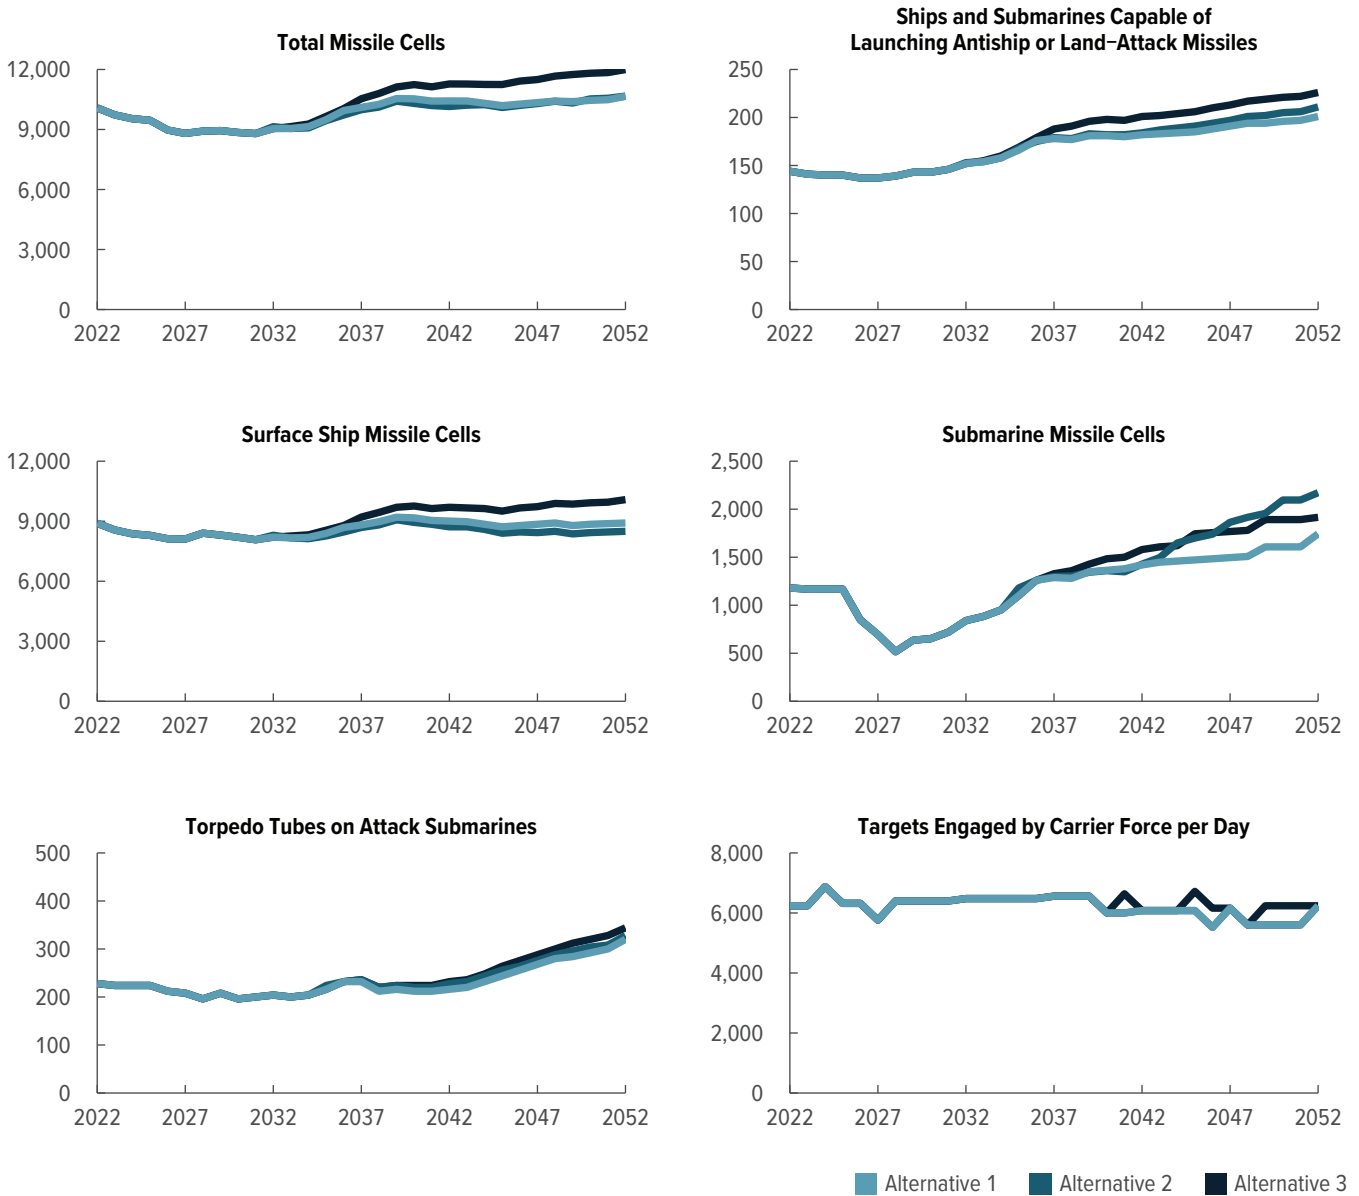 Total Missile Cells
12,000
9,000
6,000
3,000
0
2022 2027 2032 2037 2042 2047 2052
Ships and Submarines Capable of
Launching Antiship or Land–Attack Missiles
250
200
150
100
50
0
2022 2027 2032 2037 2042 2047 2052
Surface Ship Missile Cells
12,000
9,000
6,000
3,000
0
2022 2027 2032 2037 2042 2047 2052
Submarine Missile Cells
2,500
2,000
1,500
1,000
500
0
2022 2027 2032 2037 2042 2047 2052
Torpedo Tubes on Attack Submarines
500
400
300
200
100
0
2022 2027 2032 2037 2042 2047 2052
Targets Engaged by Carrier Force per Day
8,000
6,000
4,000
2,000
0
2022 2027 2032 2037 2042 2047 2052
Alternative 1 Alternative 2 Alternative 3